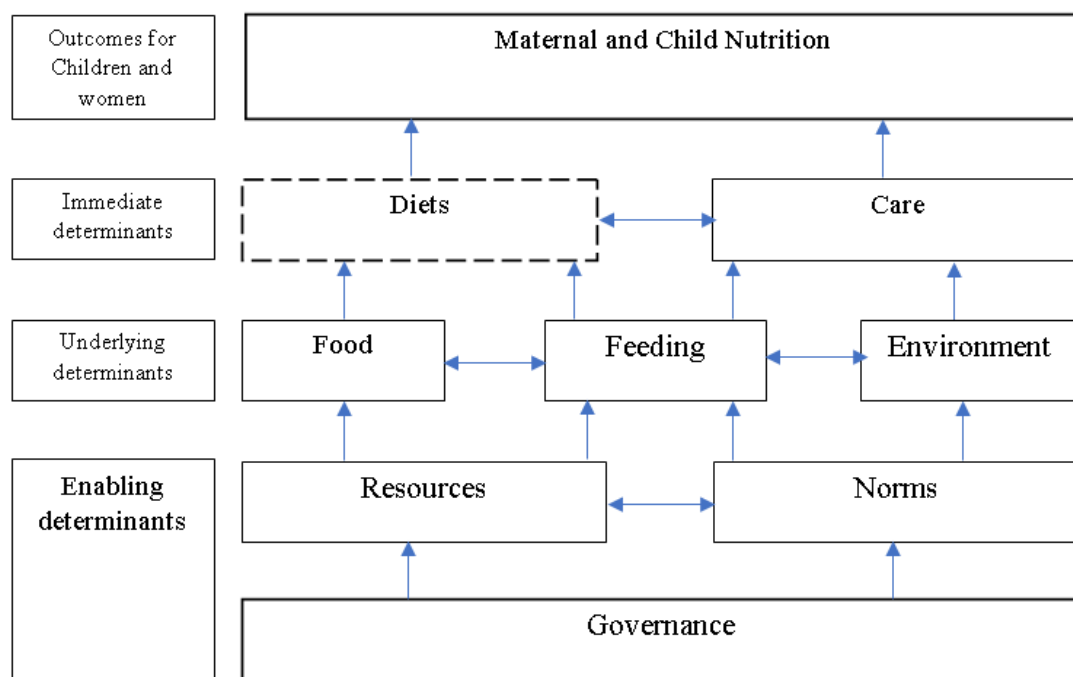 Outcomes for
Children and
women
Maternal and Child Nutrition
Immediate
determinants
Diets
Care
Underlying
determinants
Food
Feeding
Environment
Enabling
determinants
Resources
Norms
Governance